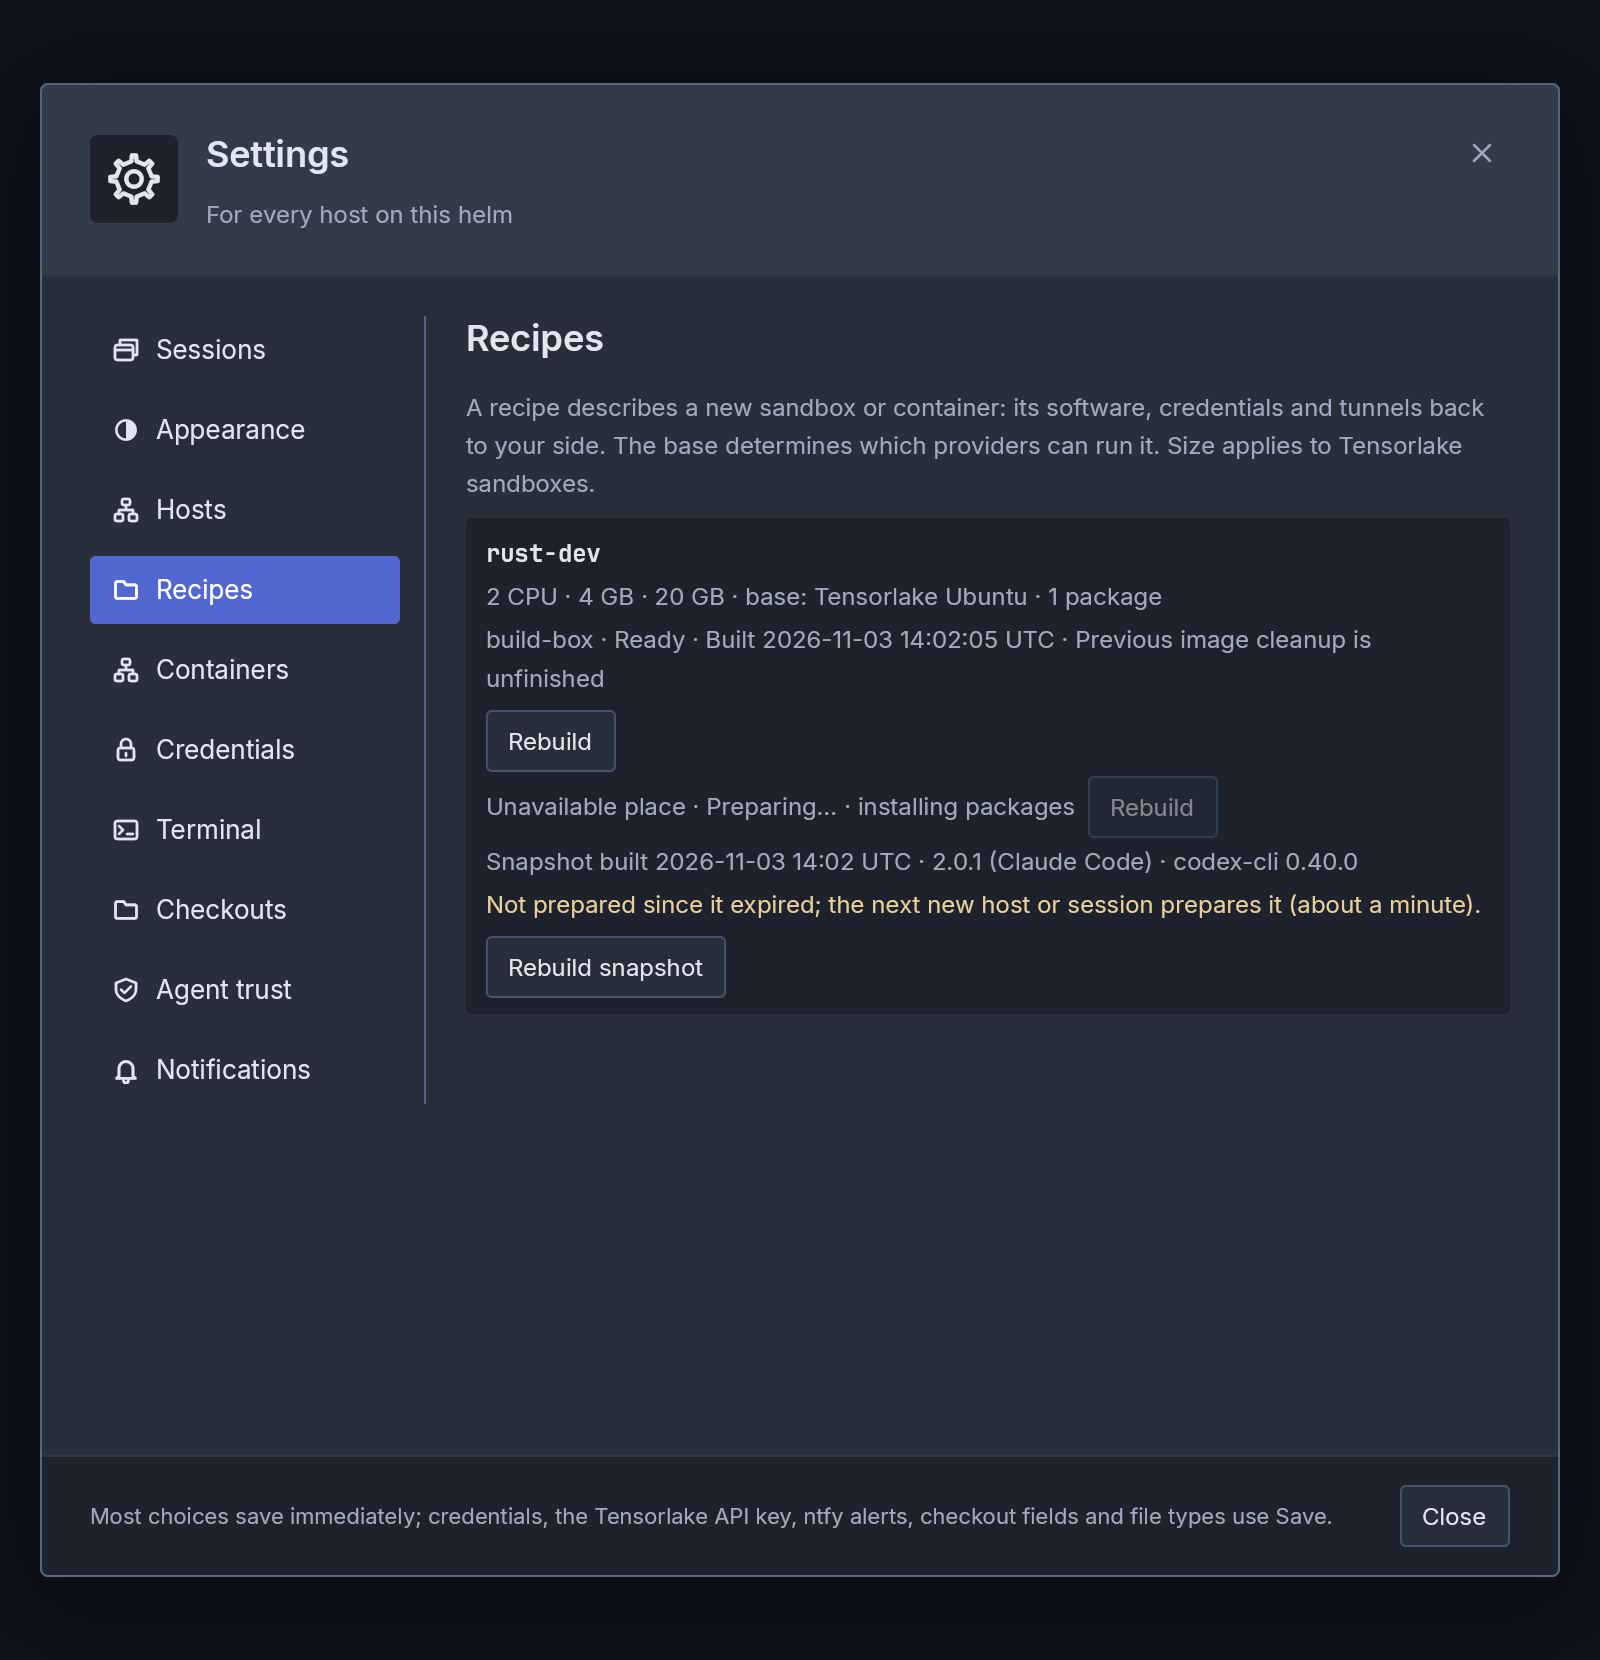 Settings
For every host on this helm
Sessions
Appearance
Hosts
Recipes
Containers
Credentials
Terminal
Checkouts
Agent trust
Notifications
Recipes
A recipe describes a new sandbox or container: its software, credentials and tunnels back
to your side. The base determines which providers can run it. Size applies to Tensorlake
sandboxes.
rust-dev
2 CPU · 4 GB · 20 GB · base: Tensorlake Ubuntu · 1 package
build-box · Ready · Built 2026-11-03 14:02:05 UTC · Previous image cleanup is
unfinished
Rebuild
Unavailable place · Preparing… · installing packages Rebuild
Snapshot built 2026-11-03 14:02 UTC · 2.0.1 (Claude Code) · codex-cli 0.40.0
Not prepared since it expired; the next new host or session prepares it (about a minute).
Rebuild snapshot
Most choices save immediately; credentials, the Tensorlake API key, ntfy alerts, checkout fields and file types use Save.
Close